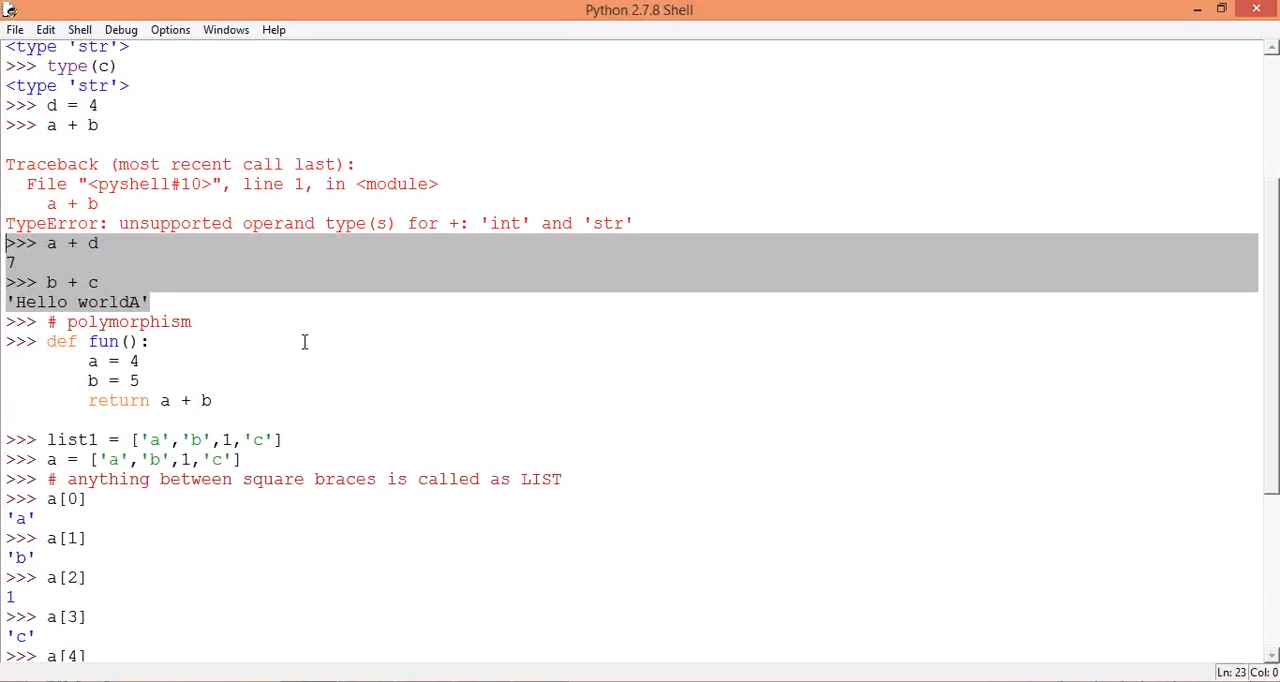 Python 2.7.8 Shell
File Edit Shell Debug Options Windows Help
<type 'str'>
>>> type(c)
<type 'str'>
>>> d = 4
>>> a + b
Traceback (most recent call last):
  File "<pyshell#10>", line 1, in <module>
    a + b
TypeError: unsupported operand type(s) for +: 'int' and 'str'
>>> a + d
7
>>> b + c
'Hello worldA'
>>> # polymorphism
>>> def fun():
        a = 4
        b = 5
        return a + b
>>> list1 = ['a','b',1,'c']
>>> a = ['a','b',1,'c']
>>> # anything between square braces is called as LIST
>>> a[0]
'a'
>>> a[1]
'b'
>>> a[2]
1
>>> a[3]
'c'
>>> a[4]
Ln: 23 Col: 0